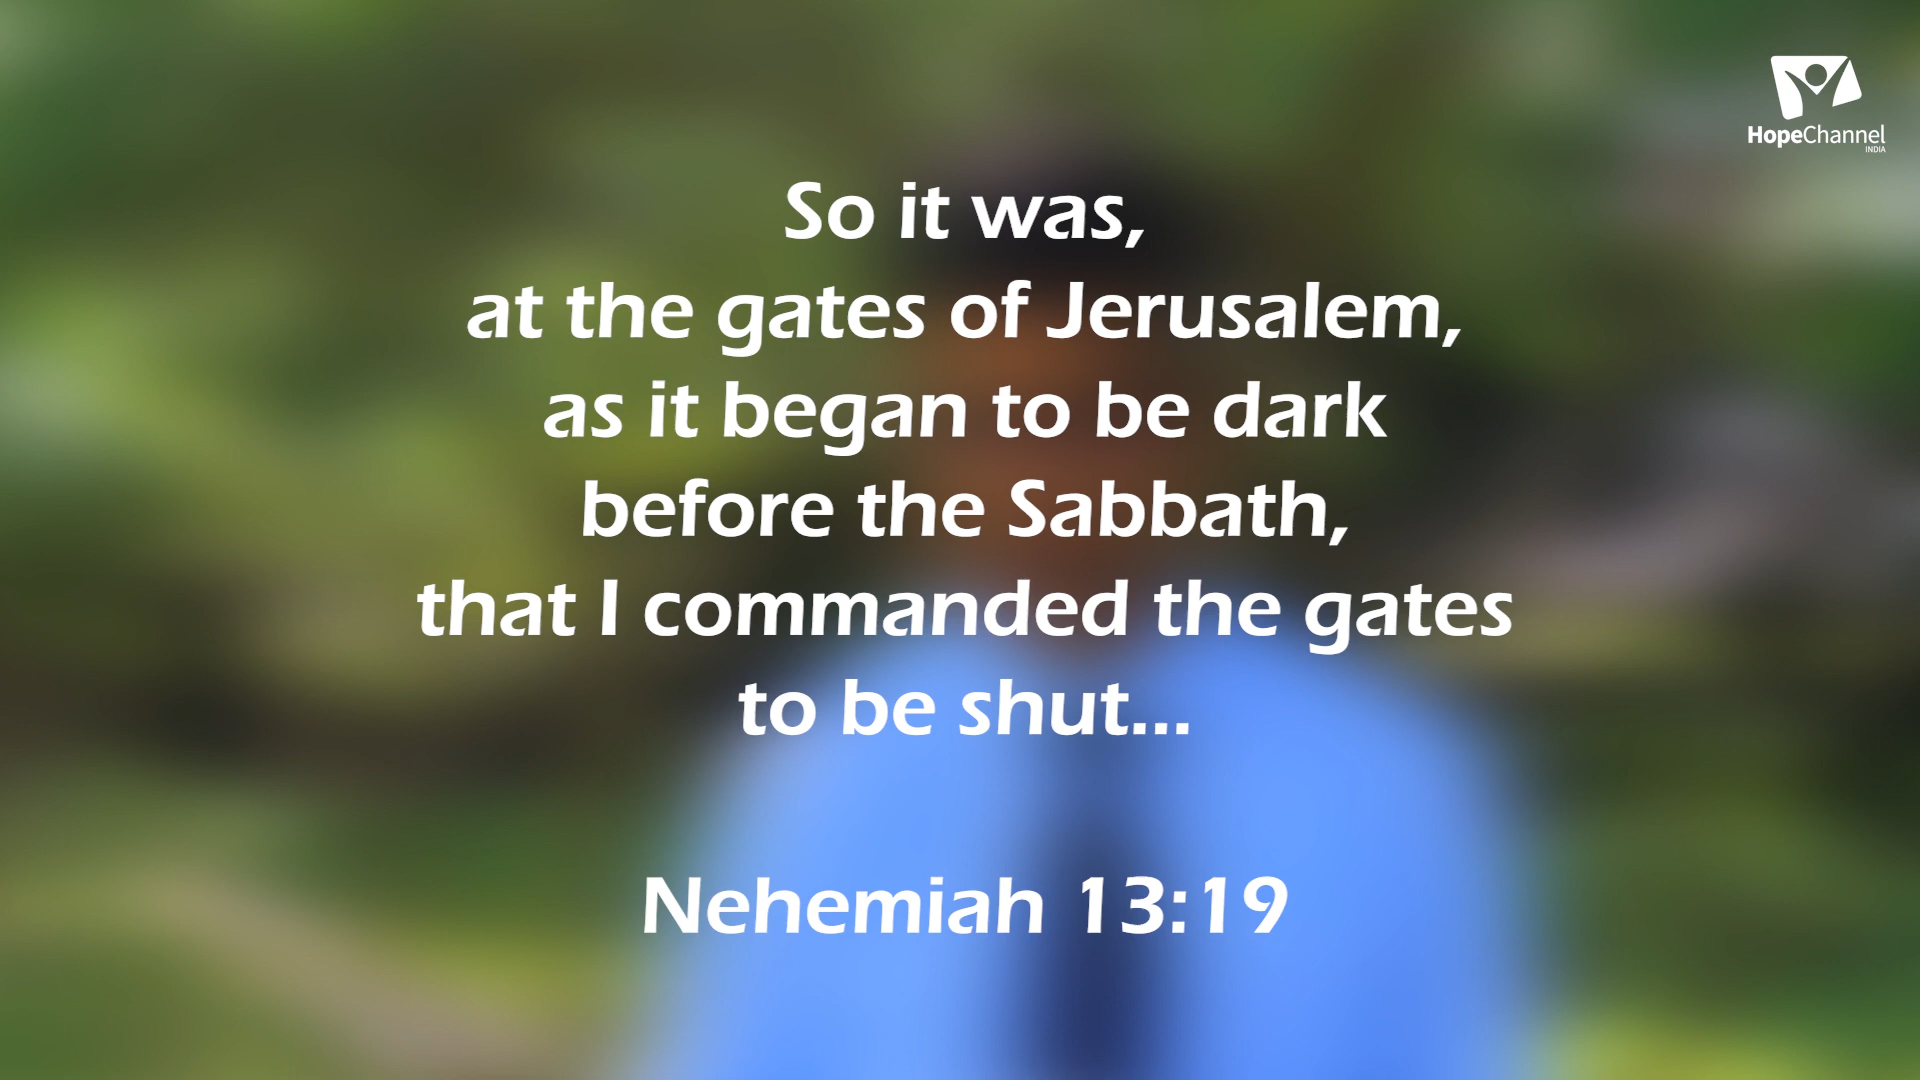 HopeChannel
INDIA
So it was,
at the gates of Jerusalem,
as it began to be dark
before the Sabbath,
that I commanded the gates
to be shut...
Nehemiah 13:19